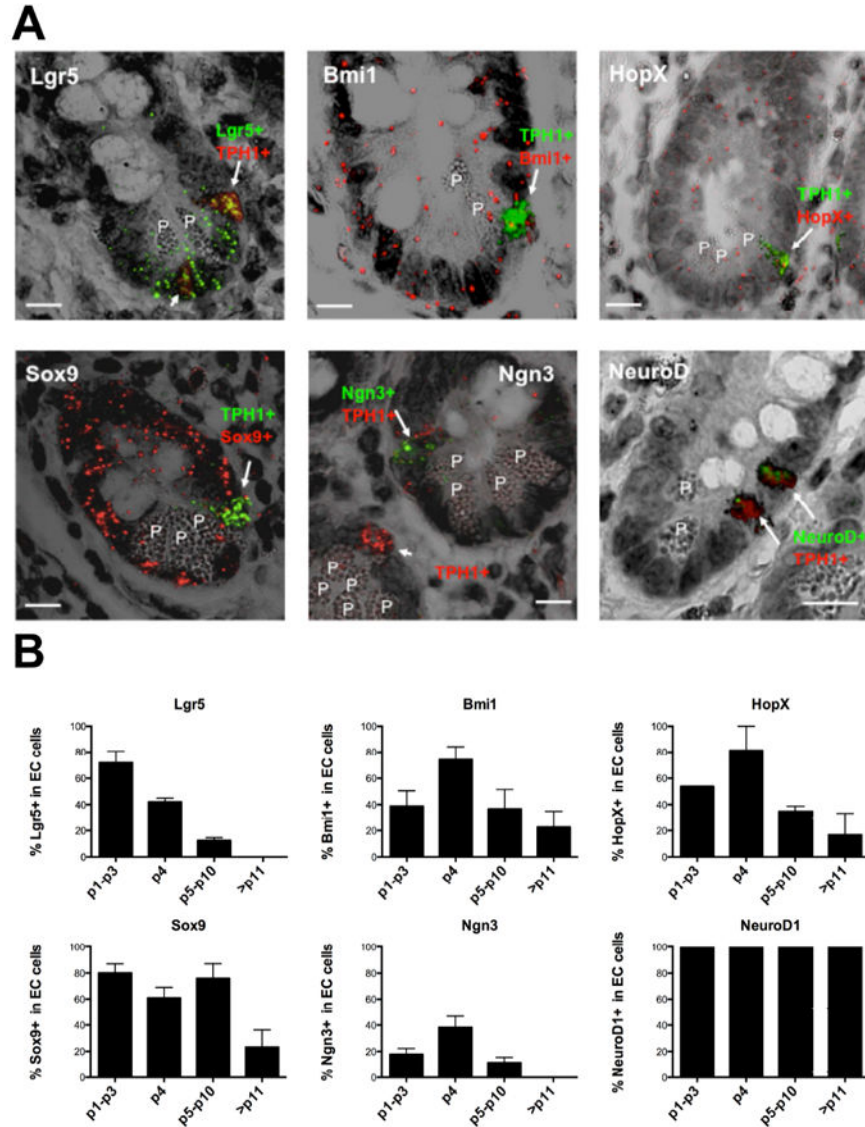 A
Lgr5
Lgr5+
TPH1+
P
P
Bmi1
TPH1+
Bmi1+
P
P
HopX
TPH1+
HopX+
P
P
P
Sox9
TPH1+
Sox9+
P
P
P
Ngn3
Ngn3+
TPH1+
P
P
P
P
TPH1+
P
P
P
P
P
NeuroD
P
P
NeuroD+
TPH1+
B
Lgr5
% Lgr5+ in EC cells
100
80
60
40
20
0
p1-p3
p4
p5-p10
>p11
Bmi1
% Bmi1+ in EC cells
100
80
60
40
20
0
p1-p3
p4
p5-p10
>p11
HopX
% HopX+ in EC cells
100
80
60
40
20
0
p1-p3
p4
p5-p10
>p11
Sox9
% Sox9+ in EC cells
100
80
60
40
20
0
p1-p3
p4
p5-p10
>p11
Ngn3
% Ngn3+ in EC cells
100
80
60
40
20
0
p1-p3
p4
p5-p10
>p11
NeuroD1
% NeuroD1+ in EC cells
100
80
60
40
20
0
p1-p3
p4
p5-p10
>p11